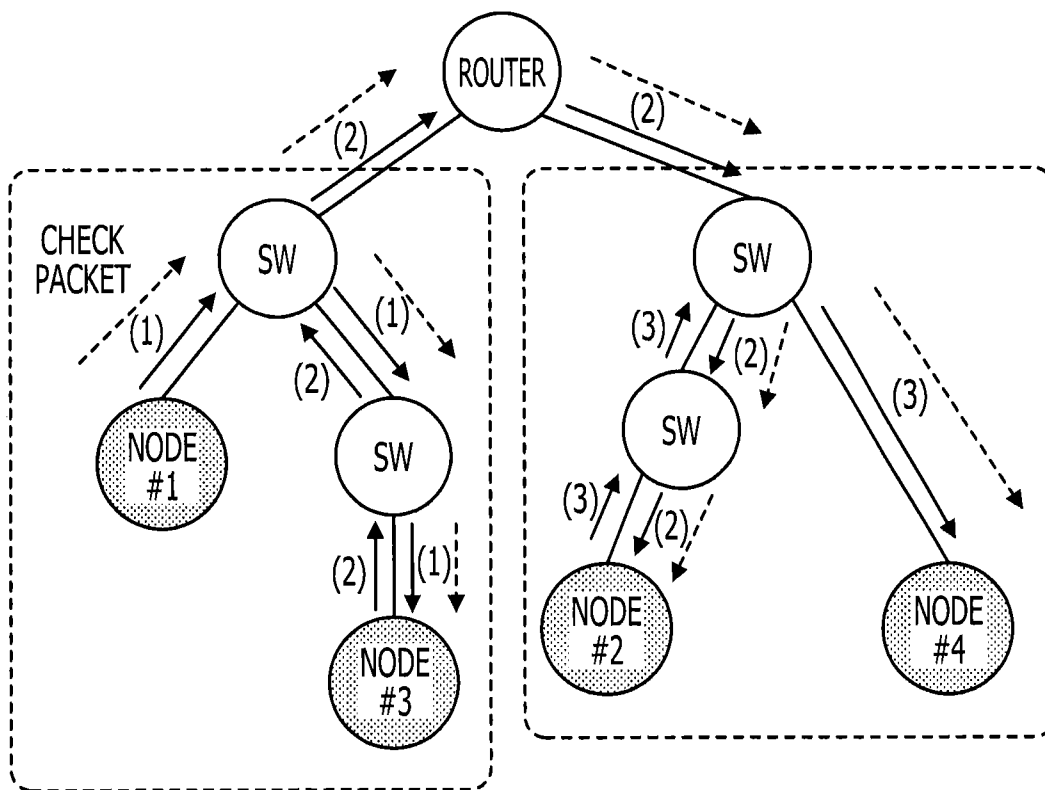 ROUTER
(2)
(2)
CHECK
PACKET
SW
SW
(1)
(1)
(2)
(3)
(2)
(3)
NODE
#1
SW
SW
(3)
(2)
(2)
(1)
NODE
#2
NODE
#4
NODE
#3